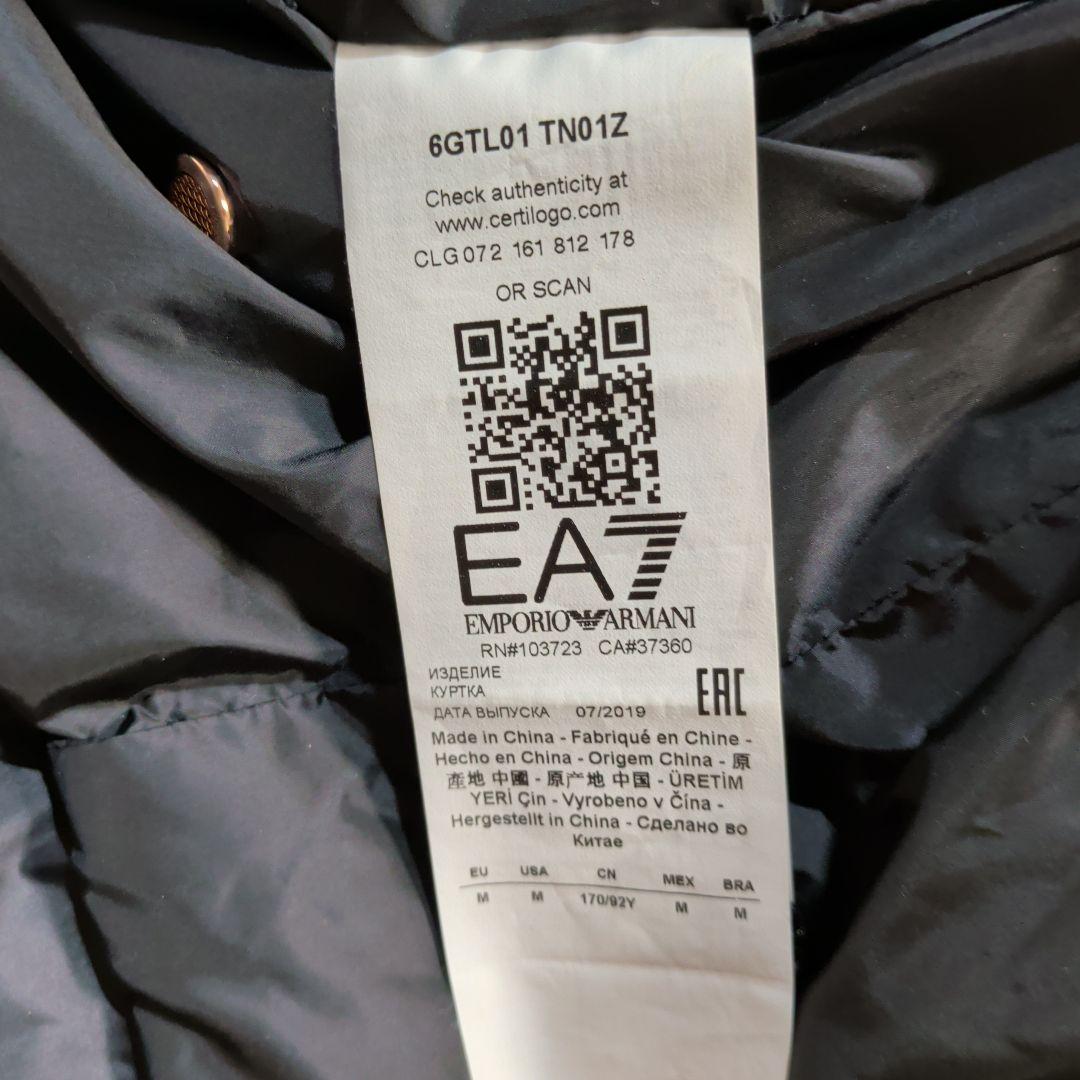 6GTL01 TN01Z
Check authenticity at
www.certilogo.com
CLG 072 161 812 178
OR SCAN
EA7
EMPORIO ARMANI
RN#103723 CA#37360
ИЗДЕЛИЕ
КУРТКА
EAC
ДАТА ВЫПУСКА 07/2019
Made in China - Fabriqué en Chine -
Hecho en China - Origem China - 原
產地 中國 - 原产地 中国 - ÜRETİM
YERİ Çin - Vyrobeno v Čína -
Hergestellt in China - Сделано во
Китае
EU USA CN MEX BRA
M M 170/92Y M M